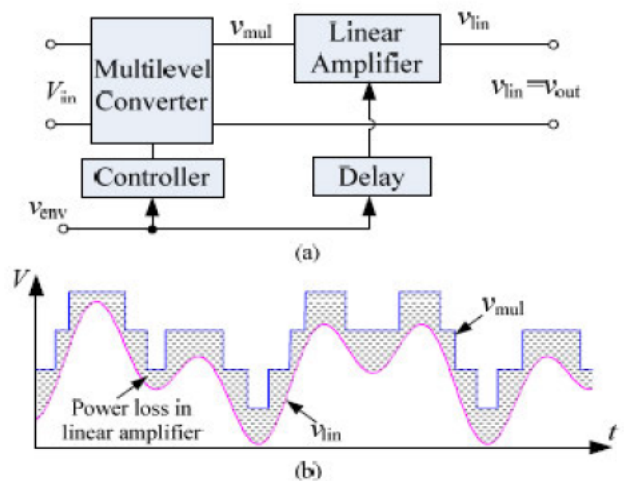 v_mul
Linear
Amplifier
v_lin
Multilevel
Converter
V_in
v_lin=v_out
Controller
Delay
v_env
(a)
V
v_mul
Power loss in
linear amplifier
v_lin
t
(b)